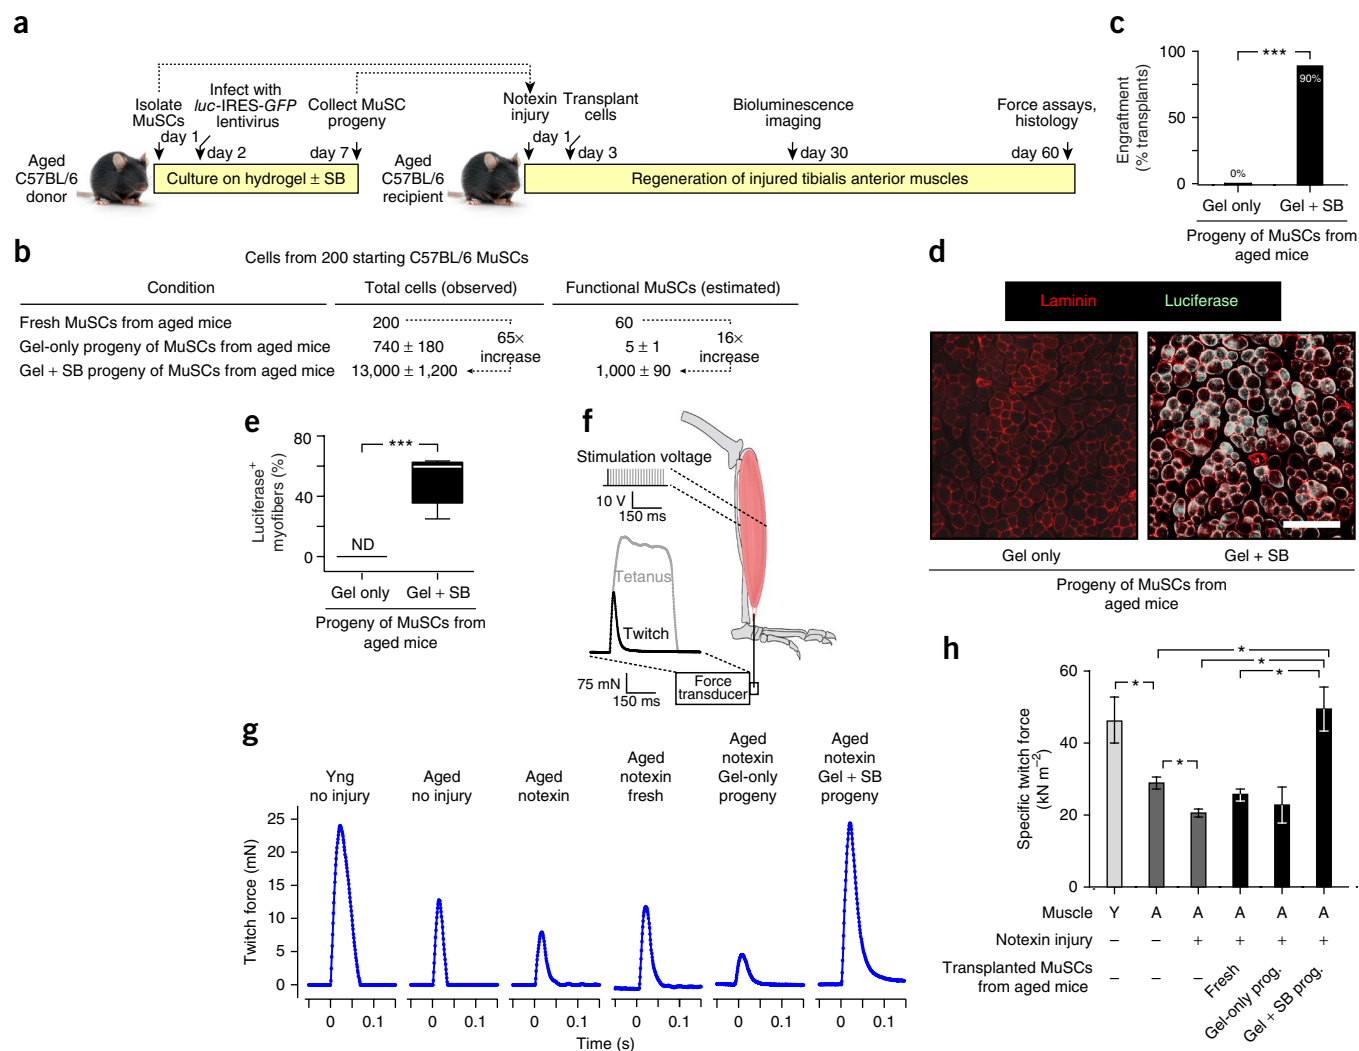 a
Isolate
MuSCs
day 1
Infect with
luc-IRES-GFP
lentivirus
day 2
Collect MuSC
progeny
day 7
Aged
C57BL/6
donor
Culture on hydrogel ± SB
Aged
C57BL/6
recipient
Notexin
injury
day 1
Transplant
cells
day 3
Bioluminescence
imaging
day 30
Force assays,
histology
day 60
Regeneration of injured tibialis anterior muscles
b
Cells from 200 starting C57BL/6 MuSCs
Condition Total cells (observed) Functional MuSCs (estimated)
Fresh MuSCs from aged mice 200 60
Gel-only progeny of MuSCs from aged mice 740 ± 180 5 ± 1
Gel + SB progeny of MuSCs from aged mice 13,000 ± 1,200 1,000 ± 90
65×
increase
16×
increase
c
Engraftment
(% transplants)
100
50
0
***
0%
90%
Gel only Gel + SB
Progeny of MuSCs from
aged mice
d
Laminin Luciferase
Gel only Gel + SB
Progeny of MuSCs from
aged mice
e
Luciferase+
myofibers (%)
80
40
0
***
ND
Gel only Gel + SB
Progeny of MuSCs from
aged mice
f
Stimulation voltage
10 V
150 ms
Tetanus
Twitch
75 mN
150 ms
Force
transducer
g
Yng
no injury
Aged
no injury
Aged
notexin
Aged
notexin
fresh
Aged
notexin
Gel-only
progeny
Aged
notexin
Gel + SB
progeny
Twitch force (mN)
25
20
15
10
5
0
0 0.1 0 0.1 0 0.1 0 0.1 0 0.1 0 0.1
Time (s)
h
Specific twitch force
(kN m−2)
60
40
20
0
* * * * *
Muscle Y A A A A A
Notexin injury − − + + + +
Transplanted MuSCs
from aged mice
− − − Fresh Gel-only prog. Gel + SB prog.